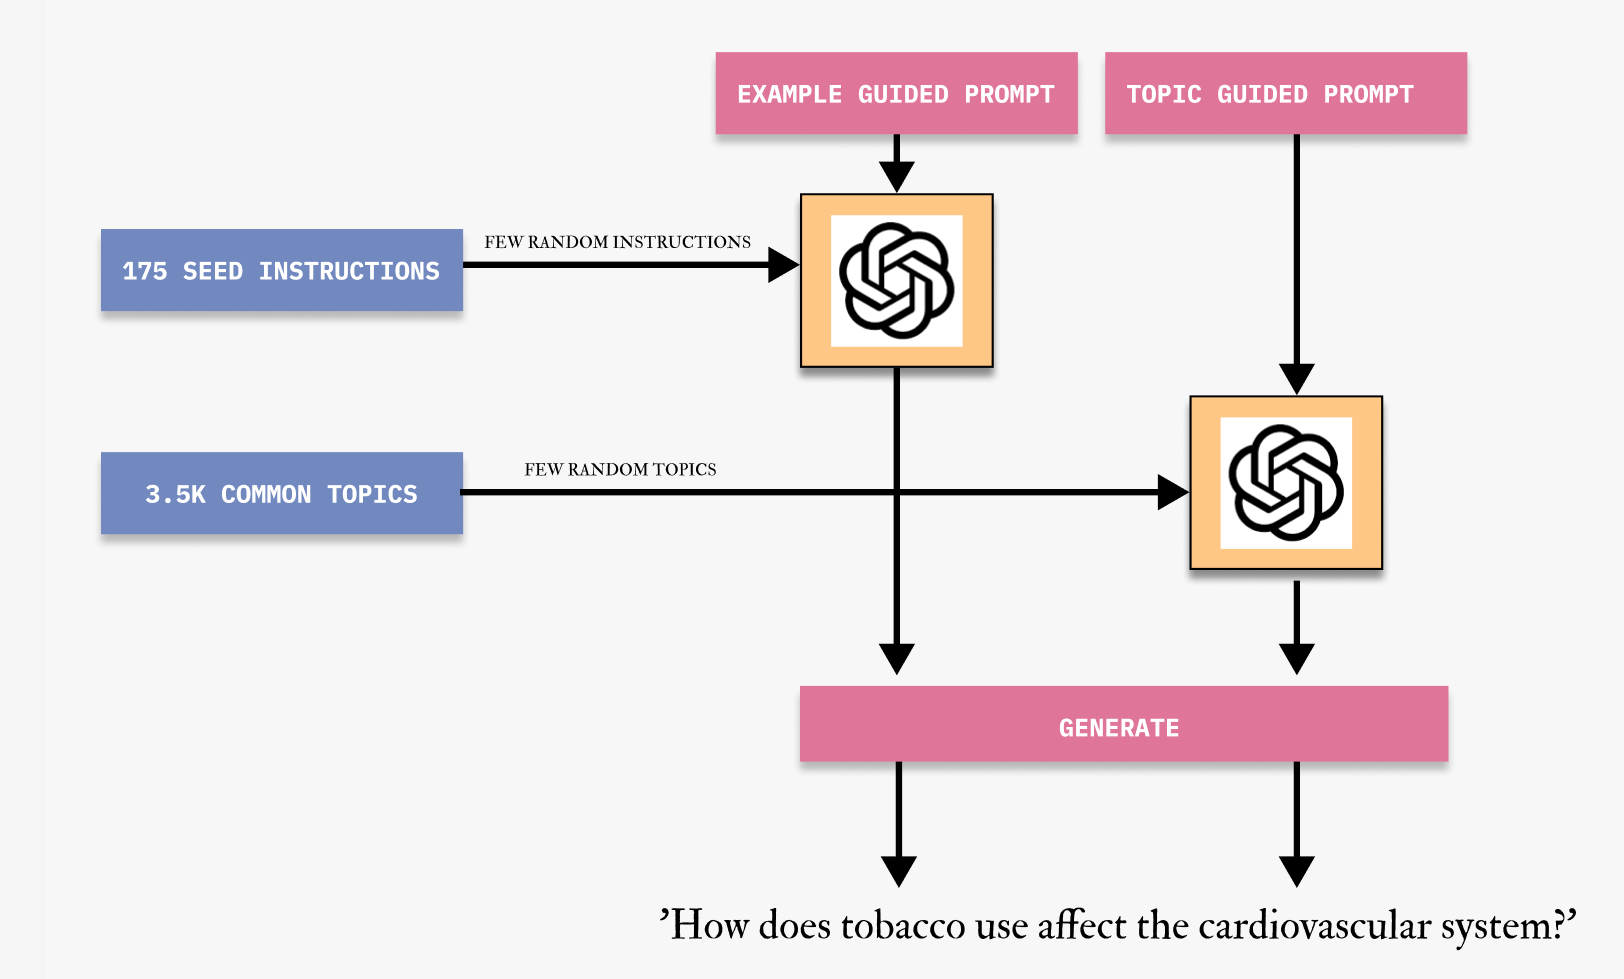 EXAMPLE GUIDED PROMPT
TOPIC GUIDED PROMPT
175 SEED INSTRUCTIONS
FEW RANDOM INSTRUCTIONS
3.5K COMMON TOPICS
FEW RANDOM TOPICS
GENERATE
’How does tobacco use affect the cardiovascular system?’